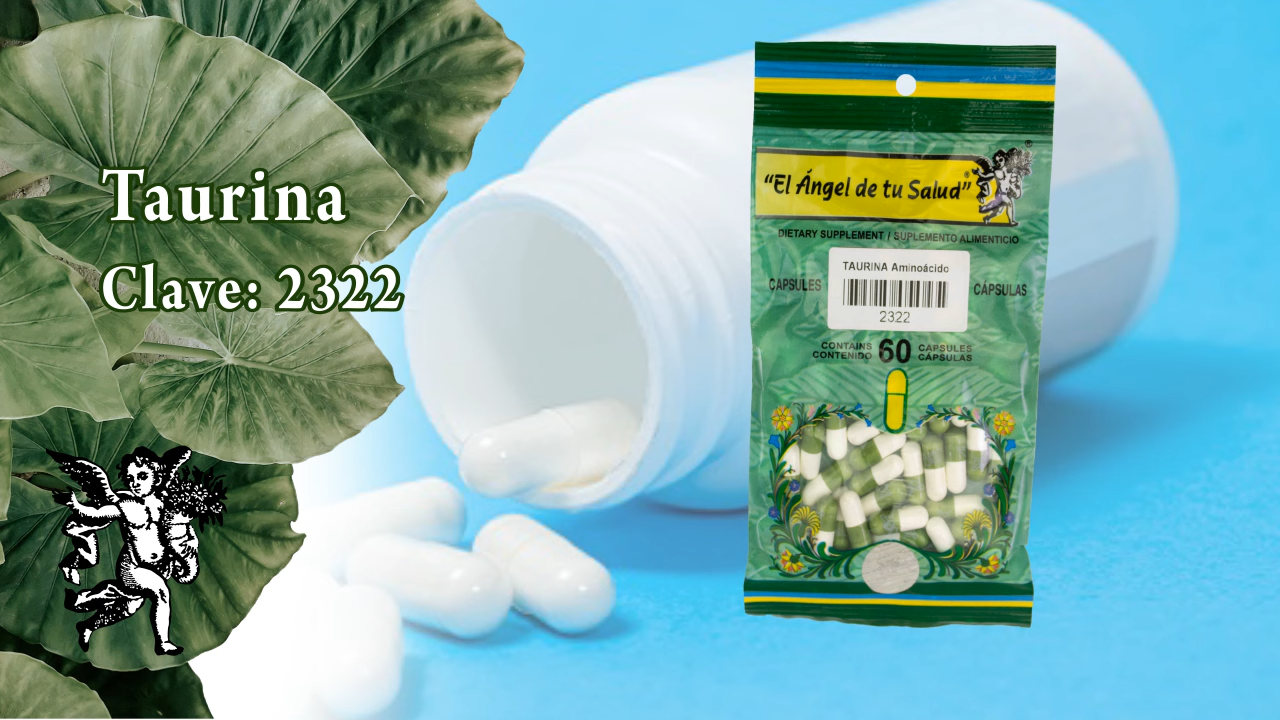 Taurina
Clave: 2322
"El Ángel de tu Salud"®
®
DIETARY SUPPLEMENT / SUPLEMENTO ALIMENTICIO
TAURINA Aminoácido
CAPSULES
CÁPSULAS
2322
CONTAINS 60 CAPSULES
CONTENIDO CÁPSULAS